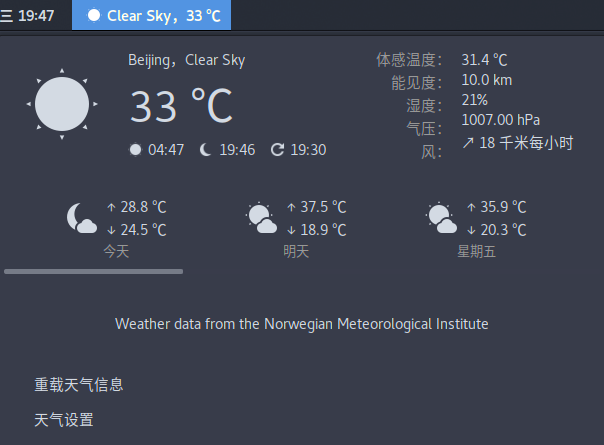 三 19:47 Clear Sky，33 °C
Beijing，Clear Sky
33 °C
04:47 19:46 19:30
体感温度： 31.4 °C
能见度： 10.0 km
湿度： 21%
气压： 1007.00 hPa
风： ↗ 18 千米每小时
↑ 28.8 °C
↓ 24.5 °C
今天
↑ 37.5 °C
↓ 18.9 °C
明天
↑ 35.9 °C
↓ 20.3 °C
星期五
Weather data from the Norwegian Meteorological Institute
重载天气信息
天气设置